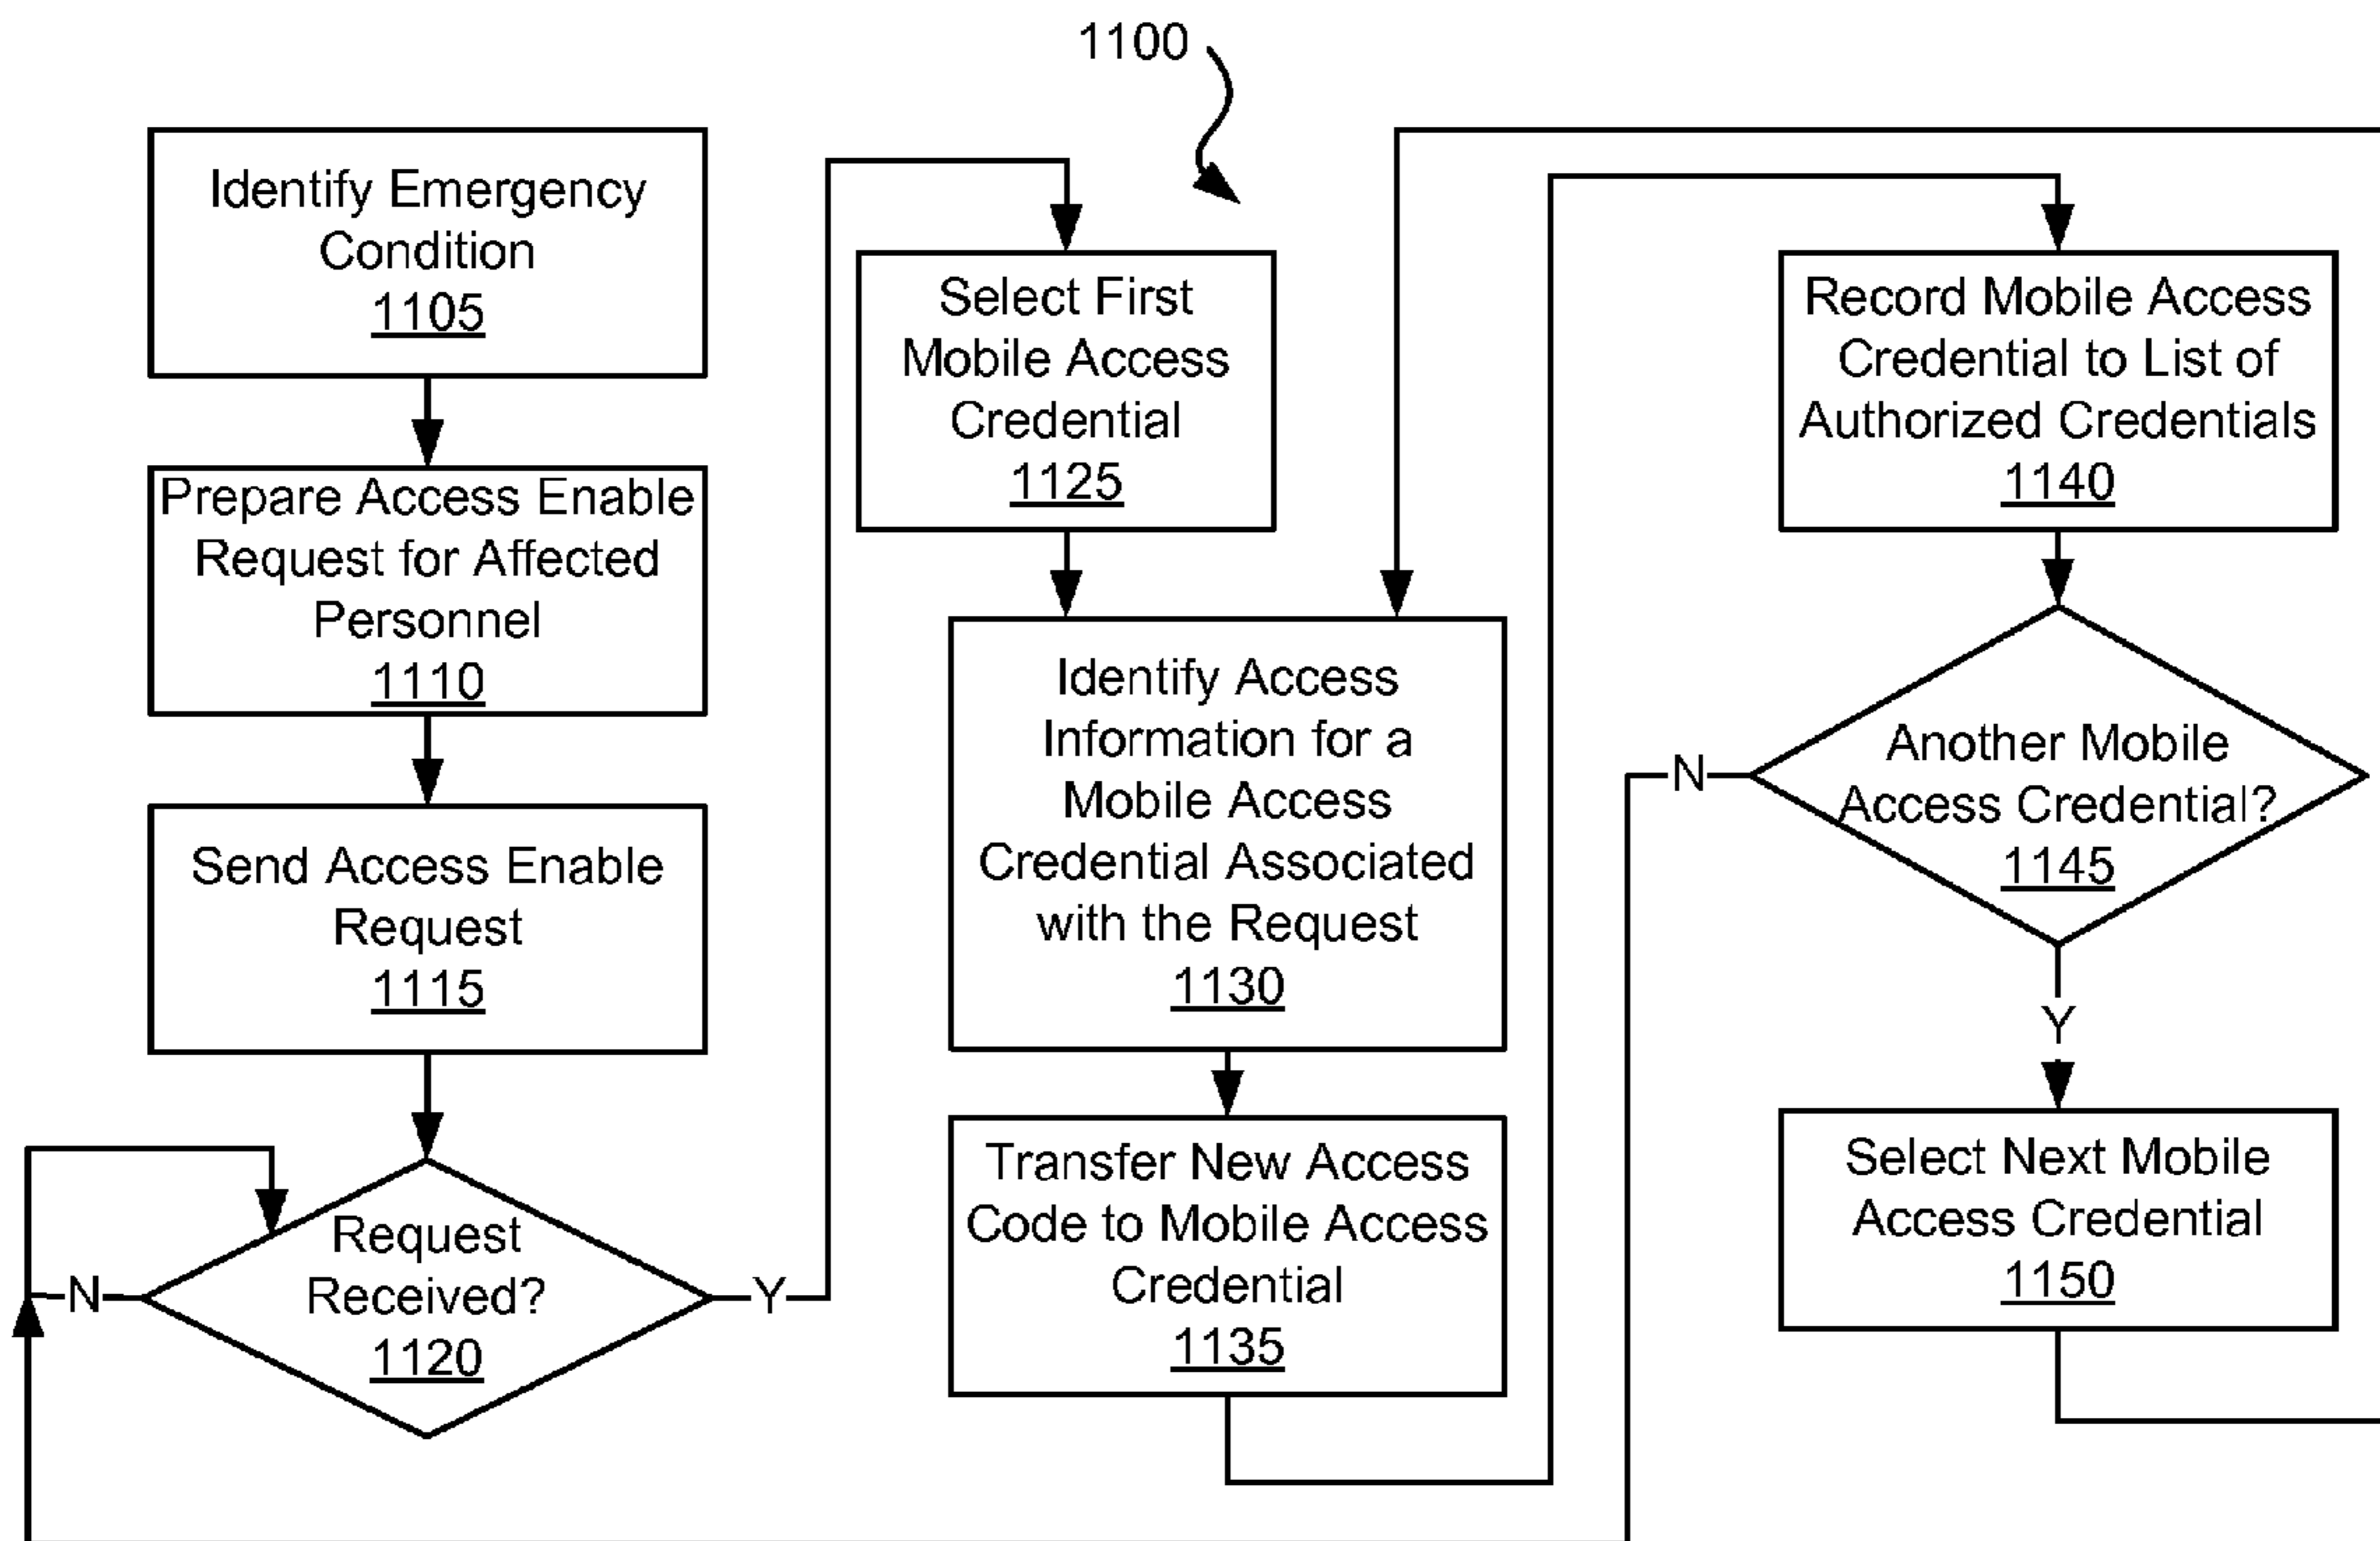 1100
Identify Emergency
Condition
1105
Prepare Access Enable
Request for Affected
Personnel
1110
Send Access Enable
Request
1115
Request
Received?
1120
N
Y
Select First
Mobile Access
Credential
1125
Identify Access
Information for a
Mobile Access
Credential Associated
with the Request
1130
Transfer New Access
Code to Mobile Access
Credential
1135
Record Mobile Access
Credential to List of
Authorized Credentials
1140
Another Mobile
Access Credential?
1145
N
Y
Select Next Mobile
Access Credential
1150